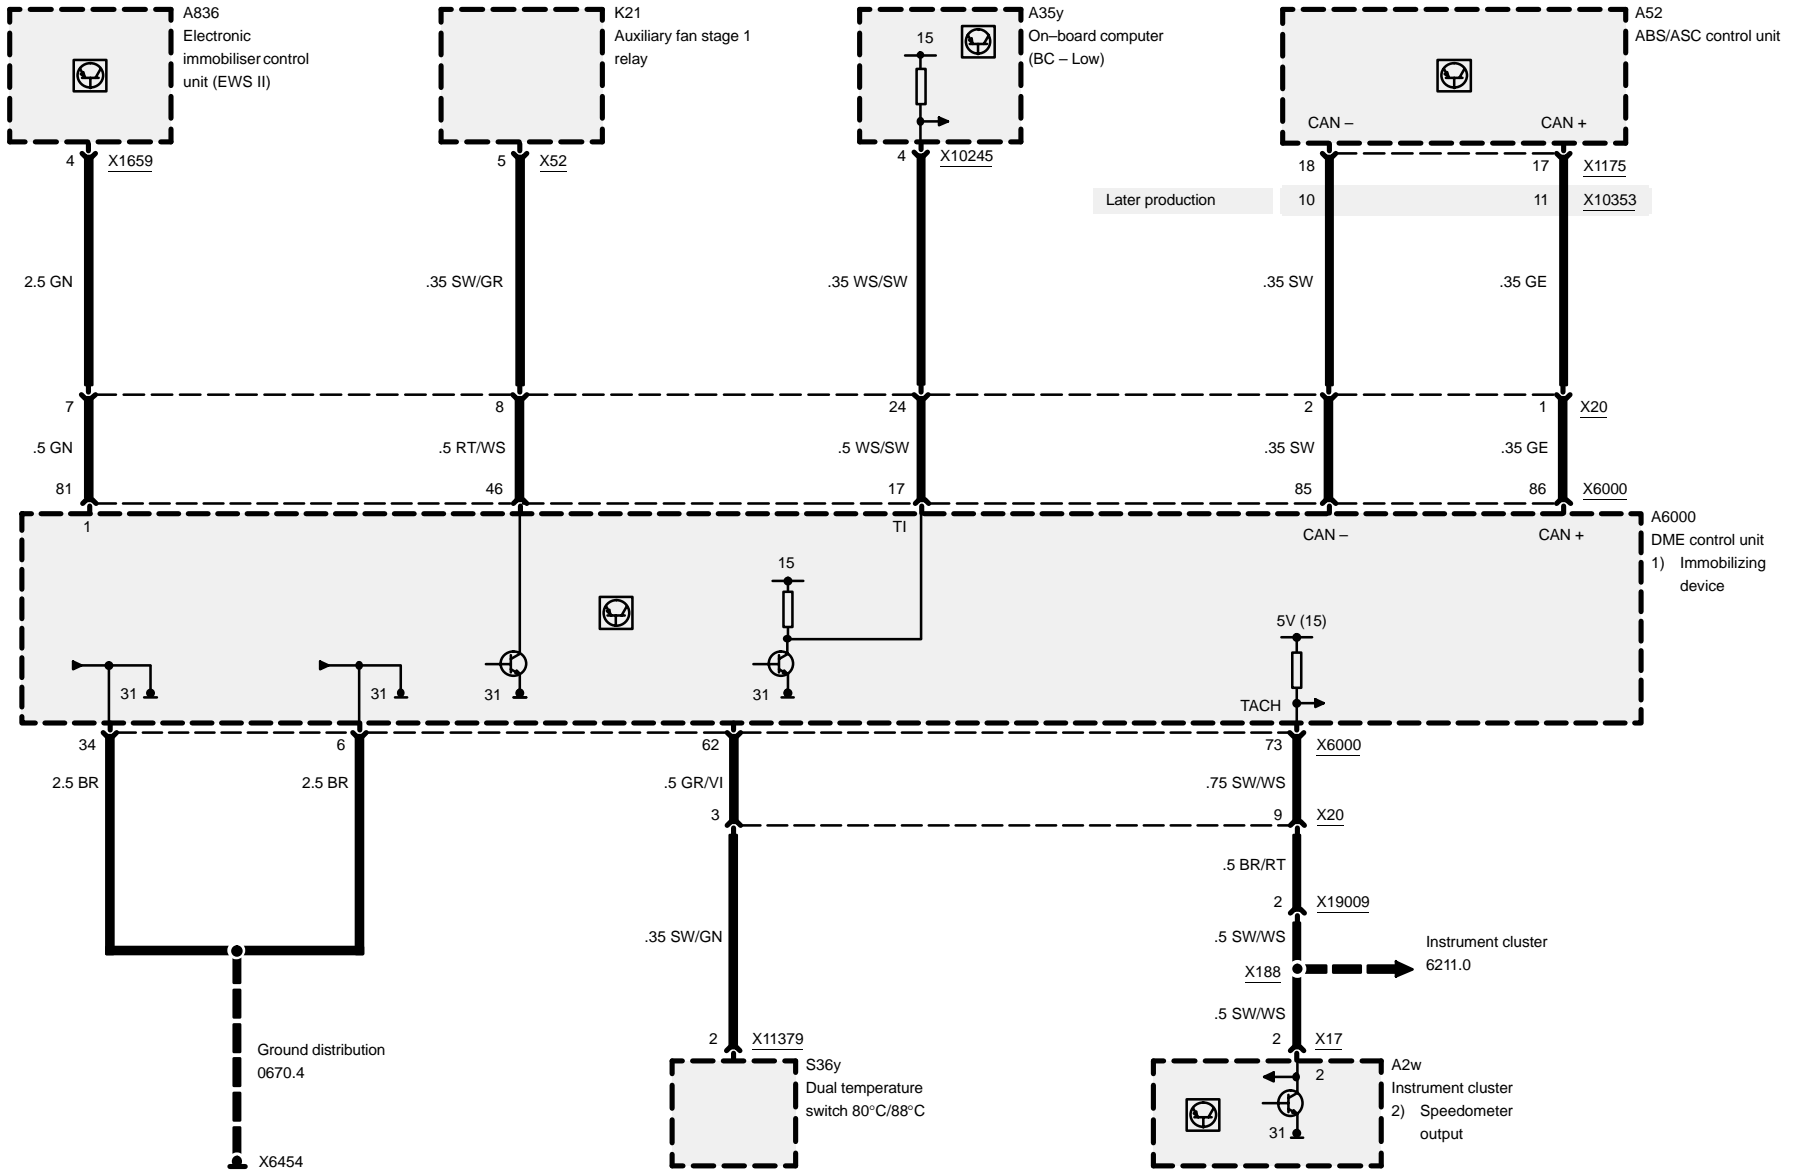 A836
Electronic
immobiliser control
unit (EWS II)
K21
Auxiliary fan stage 1
relay
15
A35y
On–board computer
(BC – Low)
A52
ABS/ASC control unit
CAN –
CAN +
4
X1659
5
X52
4
X10245
18
17
X1175
Later production
10
11
X10353
2.5 GN
.35 SW/GR
.35 WS/SW
.35 SW
.35 GE
7
8
24
2
1
X20
.5 GN
.5 RT/WS
.5 WS/SW
.35 SW
.35 GE
81
46
17
85
86
X6000
1
TI
CAN –
CAN +
A6000
DME control unit
1) Immobilizing
device
15
5V (15)
31
31
31
31
TACH
34
6
62
73
X6000
2.5 BR
2.5 BR
.5 GR/VI
.75 SW/WS
3
9
X20
.5 BR/RT
2
X19009
.35 SW/GN
.5 SW/WS
Instrument cluster
6211.0
X188
.5 SW/WS
Ground distribution
0670.4
2
X11379
2
X17
S36y
Dual temperature
switch 80°C/88°C
2
31
A2w
Instrument cluster
2) Speedometer
output
X6454